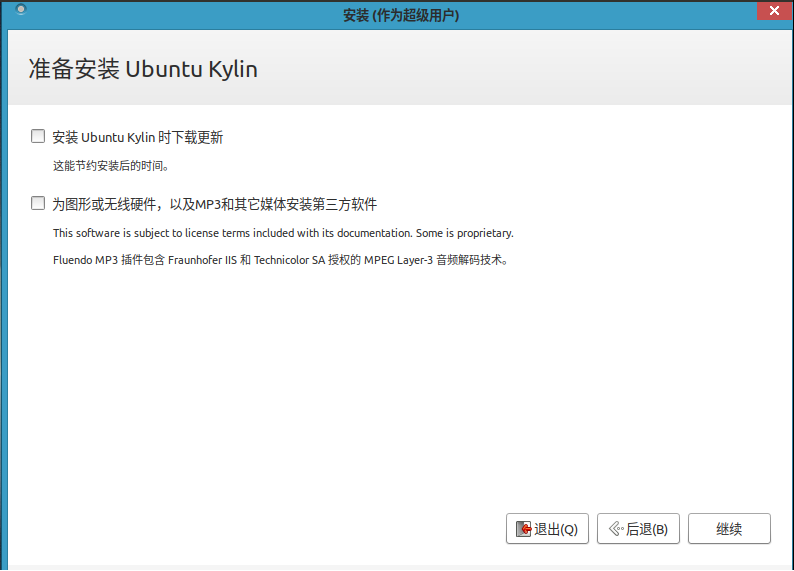 安装 (作为超级用户)
准备安装 Ubuntu Kylin
安装 Ubuntu Kylin 时下载更新
这能节约安装后的时间。
为图形或无线硬件，以及MP3和其它媒体安装第三方软件
This software is subject to license terms included with its documentation. Some is proprietary.
Fluendo MP3 插件包含 Fraunhofer IIS 和 Technicolor SA 授权的 MPEG Layer-3 音频解码技术。
退出(Q) 后退(B) 继续